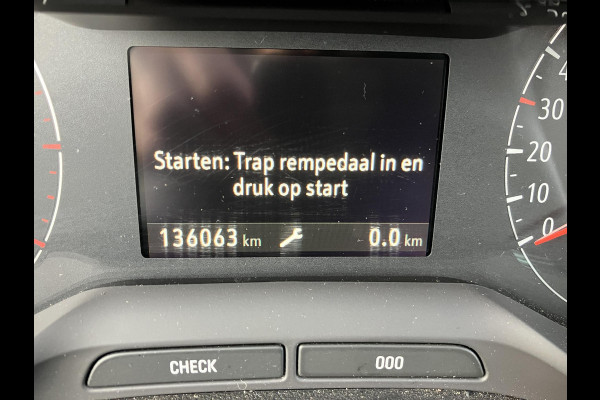 Starten: Trap rempedaal in en
druk op start
136063 km 0.0 km
30
20
10
0
CHECK 000